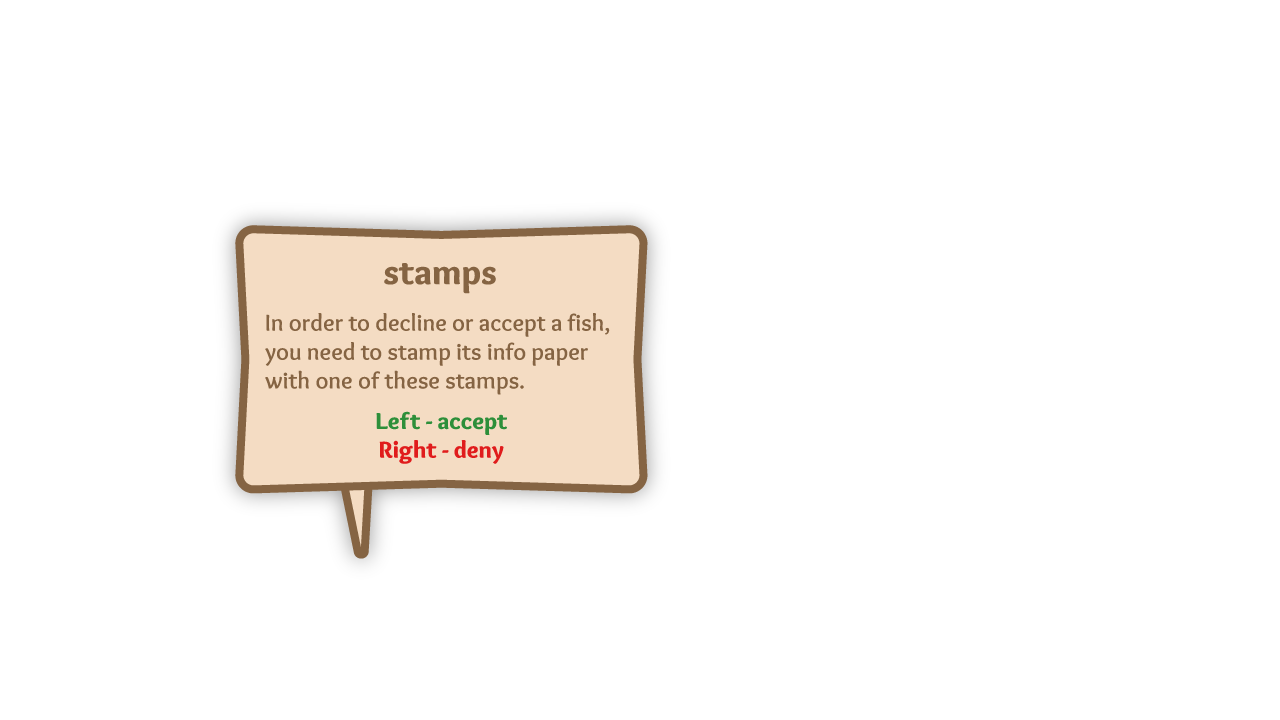 stamps
In order to decline or accept a fish,
you need to stamp its info paper
with one of these stamps.
Left - accept
Right - deny